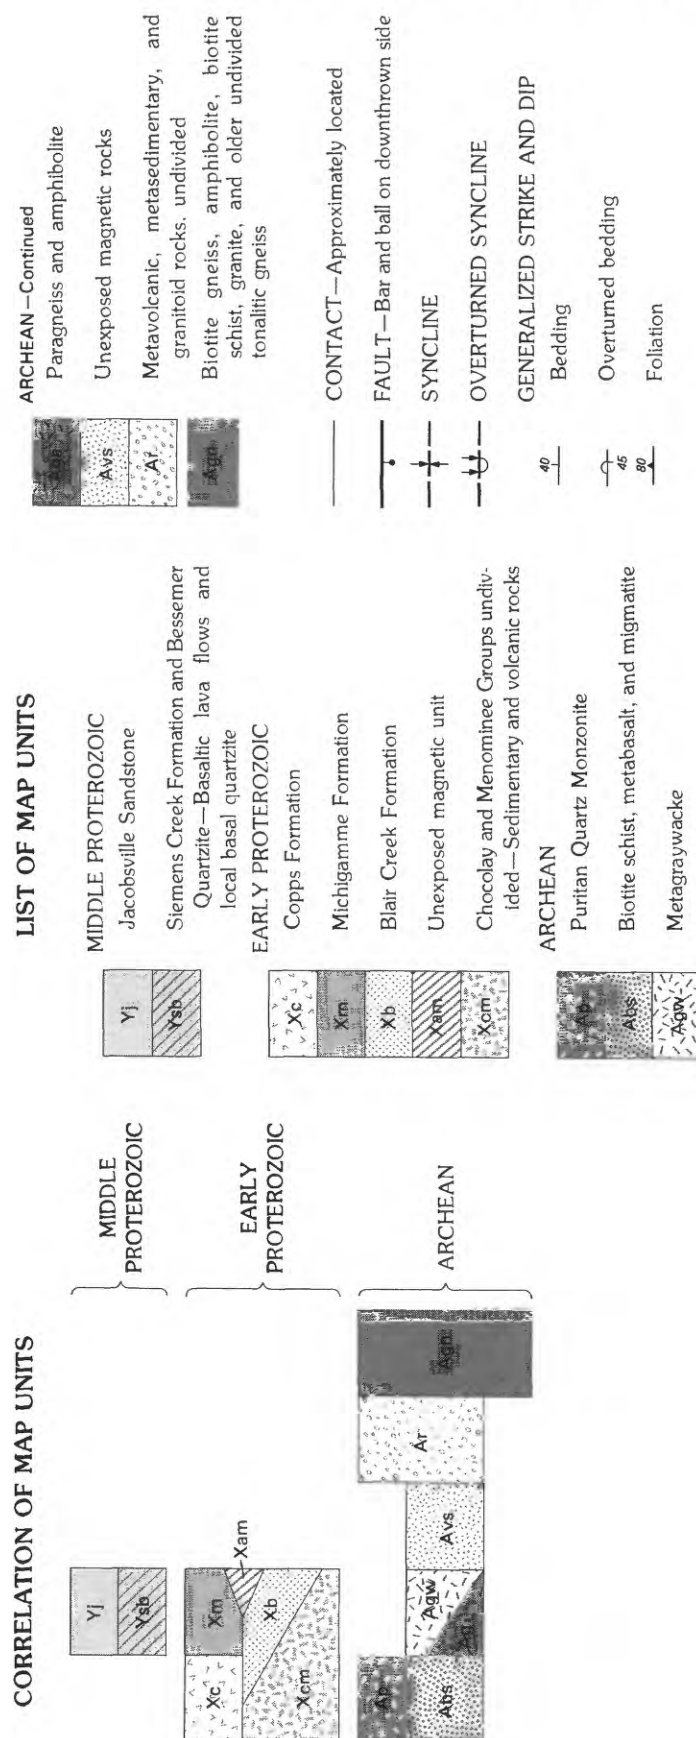 CORRELATION OF MAP UNITS
Yj
Ysb
MIDDLE
PROTEROZOIC
Xc
Xm
Xam
Xb
Xcm
EARLY
PROTEROZOIC
Ap
Abs
Agw
Avs
Ar
Agn
ARCHEAN
LIST OF MAP UNITS
MIDDLE PROTEROZOIC
Yj
Jacobsville Sandstone
Ysb
Siemens Creek Formation and Bessemer
Quartzite—Basaltic lava flows and
local basal quartzite
EARLY PROTEROZOIC
Xc
Copps Formation
Xm
Michigamme Formation
Xb
Blair Creek Formation
Xam
Unexposed magnetic unit
Xcm
Chocolay and Menominee Groups undiv-
ided—Sedimentary and volcanic rocks
ARCHEAN
Ap
Puritan Quartz Monzonite
Abs
Biotite schist, metabasalt, and migmatite
Agw
Metagraywacke
ARCHEAN—Continued
Paragneiss and amphibolite
Avs
Unexposed magnetic rocks
Ar
Metavolcanic, metasedimentary, and
granitoid rocks. undivided
Agn
Biotite gneiss, amphibolite, biotite
schist, granite, and older undivided
tonalitic gneiss
CONTACT—Approximately located
FAULT—Bar and ball on downthrown side
SYNCLINE
OVERTURNED SYNCLINE
GENERALIZED STRIKE AND DIP
40
Bedding
45
Overturned bedding
80
Foliation